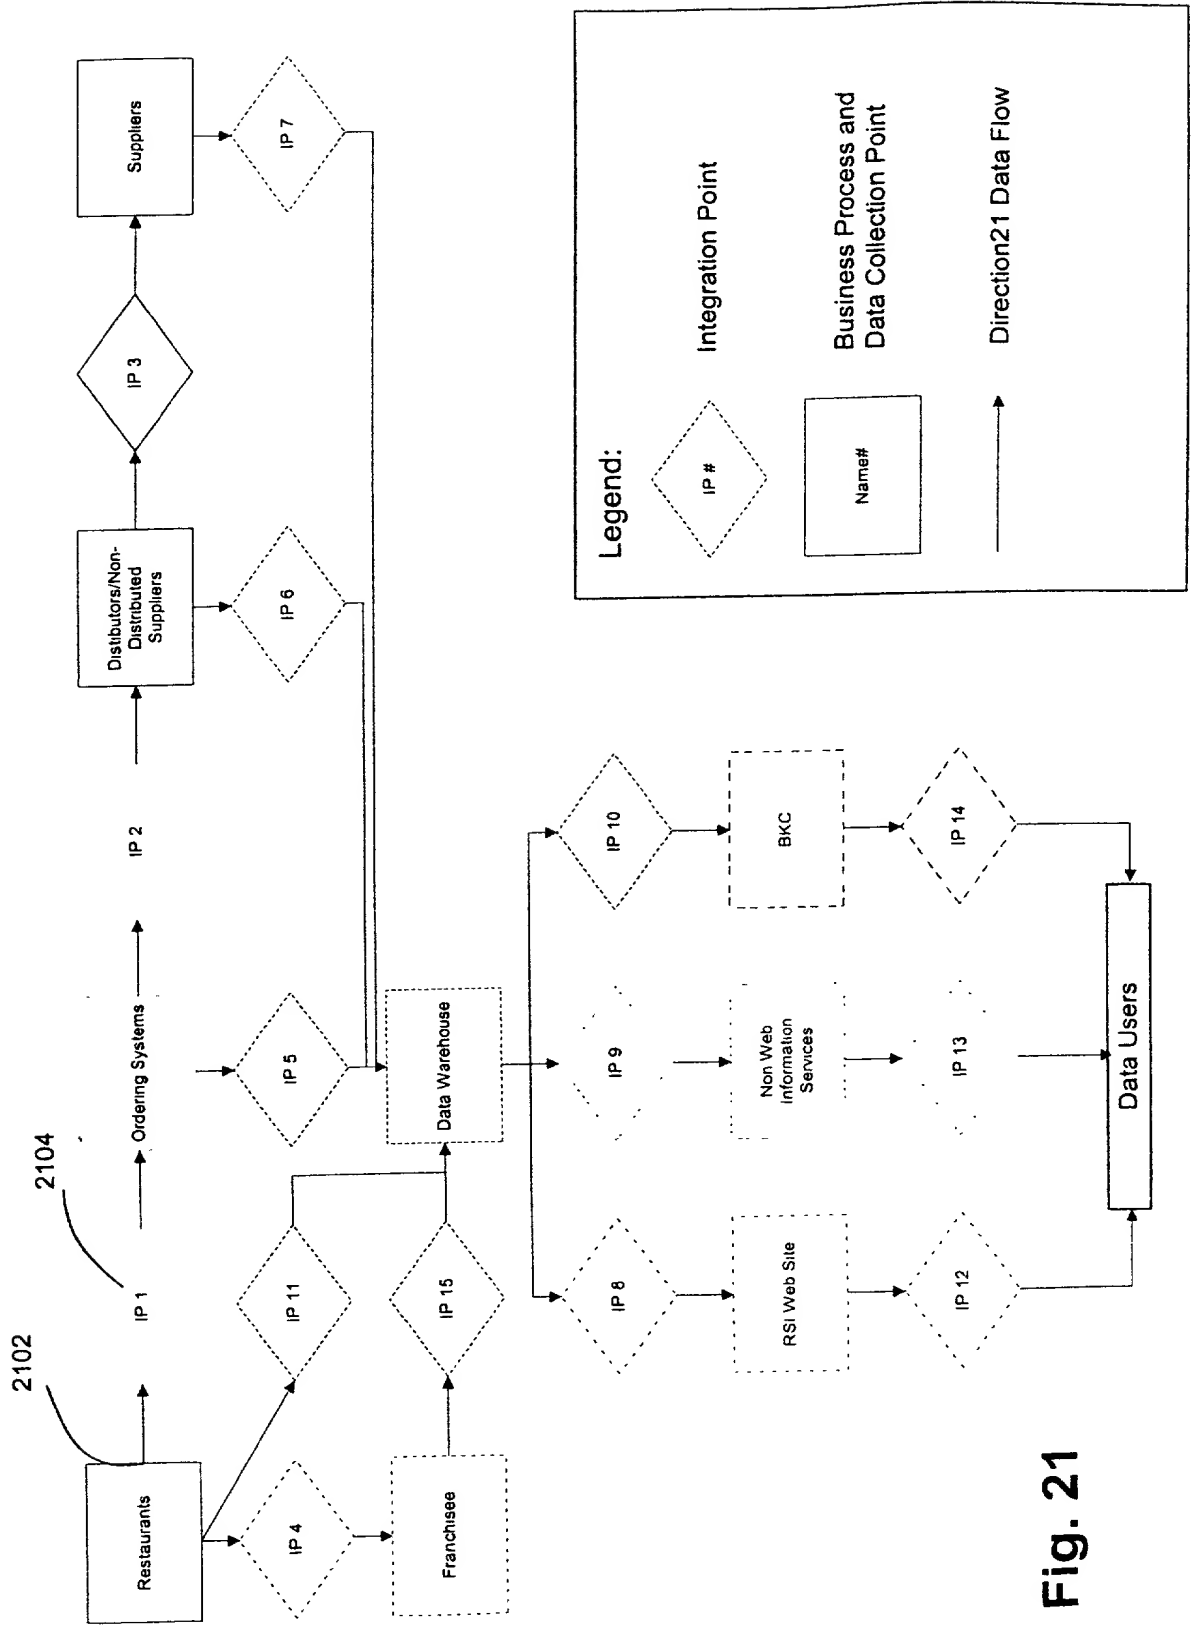 2102
2104
Restaurants
IP 1
Ordering Systems
IP 2
Distibutors/Non-
Distributed
Suppliers
IP 3
Suppliers
IP 4
IP 11
IP 5
IP 6
IP 7
Franchisee
IP 15
Data Warehouse
IP 8
IP 9
IP 10
RSI Web Site
Non Web
Information
Services
BKC
IP 12
IP 13
IP 14
Data Users
Legend:
IP #
Integration Point
Name#
Business Process and
Data Collection Point
Direction21 Data Flow
Fig. 21